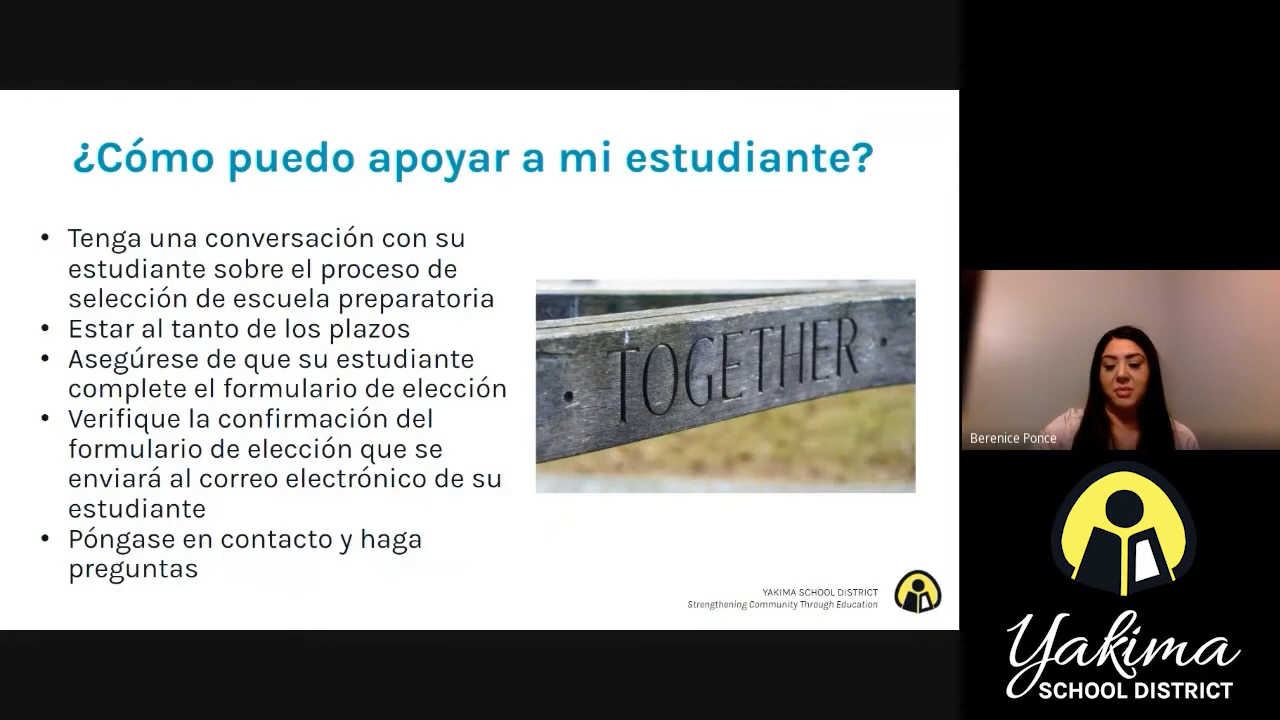 ¿Cómo puedo apoyar a mi estudiante?
• Tenga una conversación con su
estudiante sobre el proceso de
selección de escuela preparatoria
• Estar al tanto de los plazos
• Asegúrese de que su estudiante
complete el formulario de elección
• Verifique la confirmación del
formulario de elección que se
enviará al correo electrónico de su
estudiante
• Póngase en contacto y haga
preguntas
TOGETHER
YAKIMA SCHOOL DISTRICT
Strengthening Community Through Education
Berenice Ponce
Yakima
SCHOOL DISTRICT